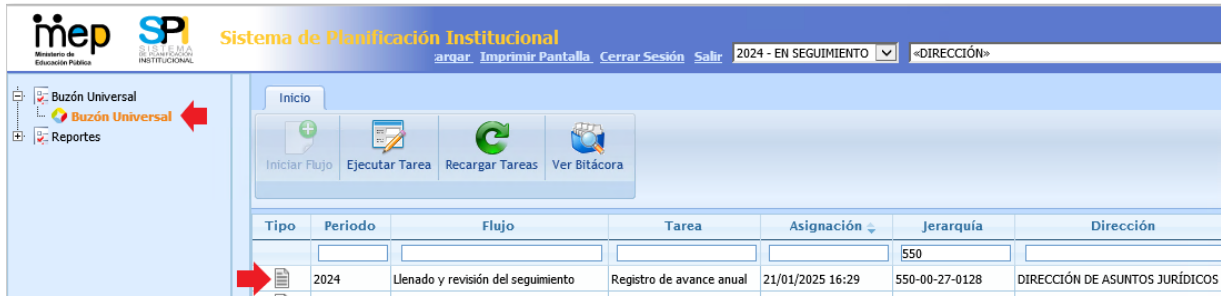 mep
Ministerio de
Educación Pública
SPI
SISTEMA
DE PLANIFICACIÓN
INSTITUCIONAL
Sistema de Planificación Institucional
argar Imprimir Pantalla Cerrar Sesión Salir
2024 - EN SEGUIMIENTO
«DIRECCIÓN»
Buzón Universal
Buzón Universal
Reportes
Inicio
Iniciar Flujo Ejecutar Tarea Recargar Tareas Ver Bitácora
Tipo Periodo Flujo Tarea Asignación Jerarquía Dirección
550
2024 Llenado y revisión del seguimiento Registro de avance anual 21/01/2025 16:29 550-00-27-0128 DIRECCIÓN DE ASUNTOS JURÍDICOS